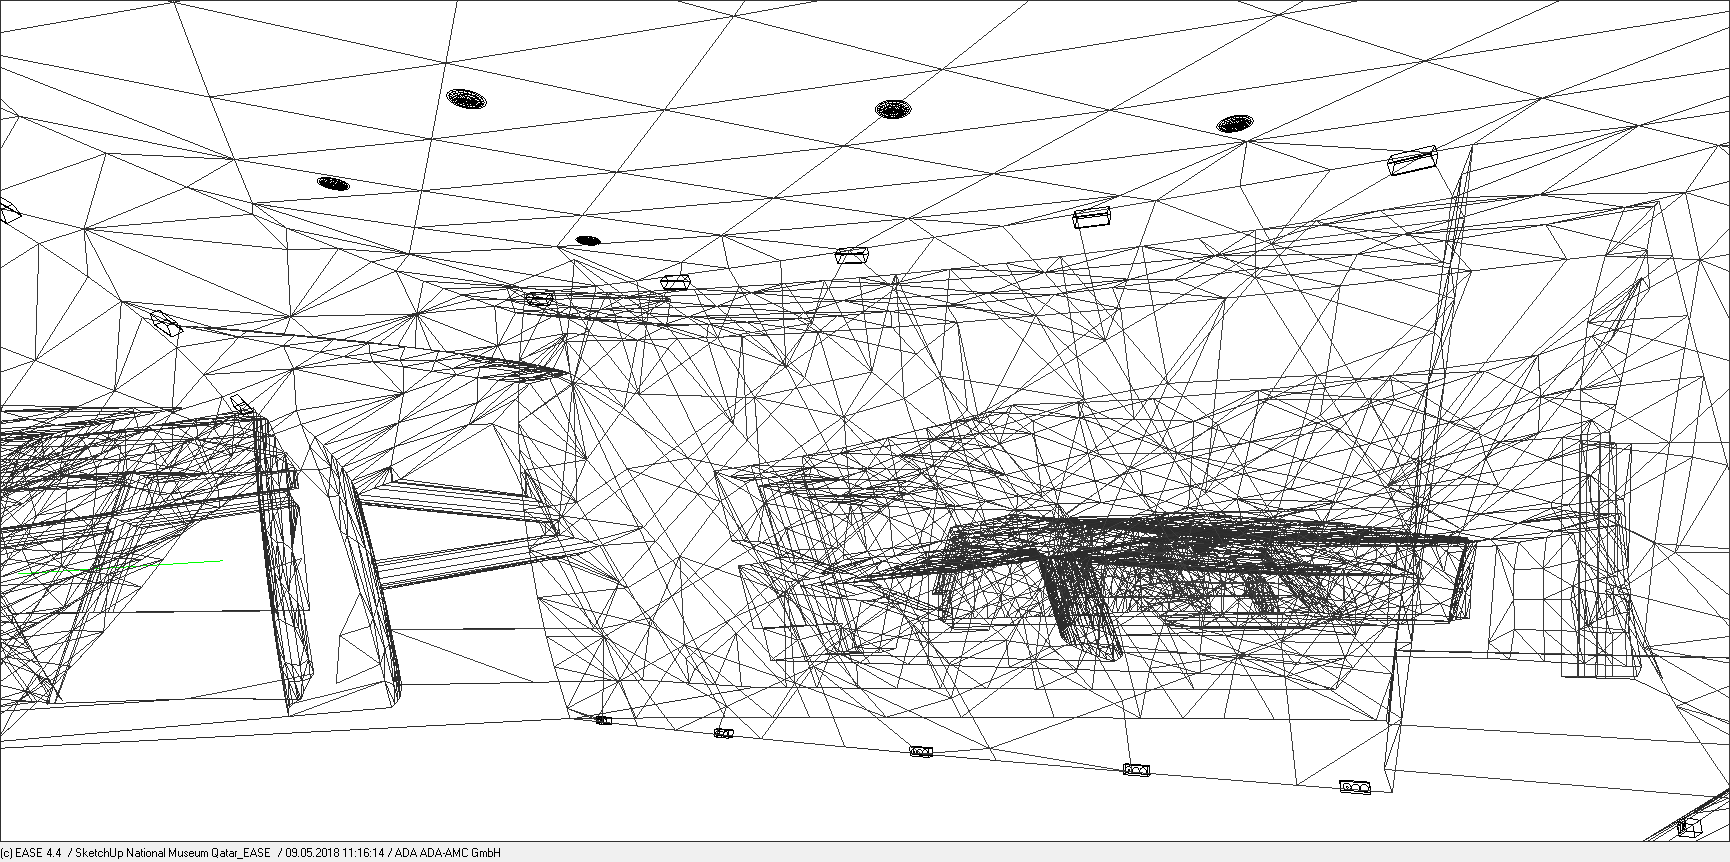 (c) EASE 4.4 / SketchUp National Museum Qatar_EASE / 09.05.2018 11:16:14 / ADA ADA-AMC GmbH